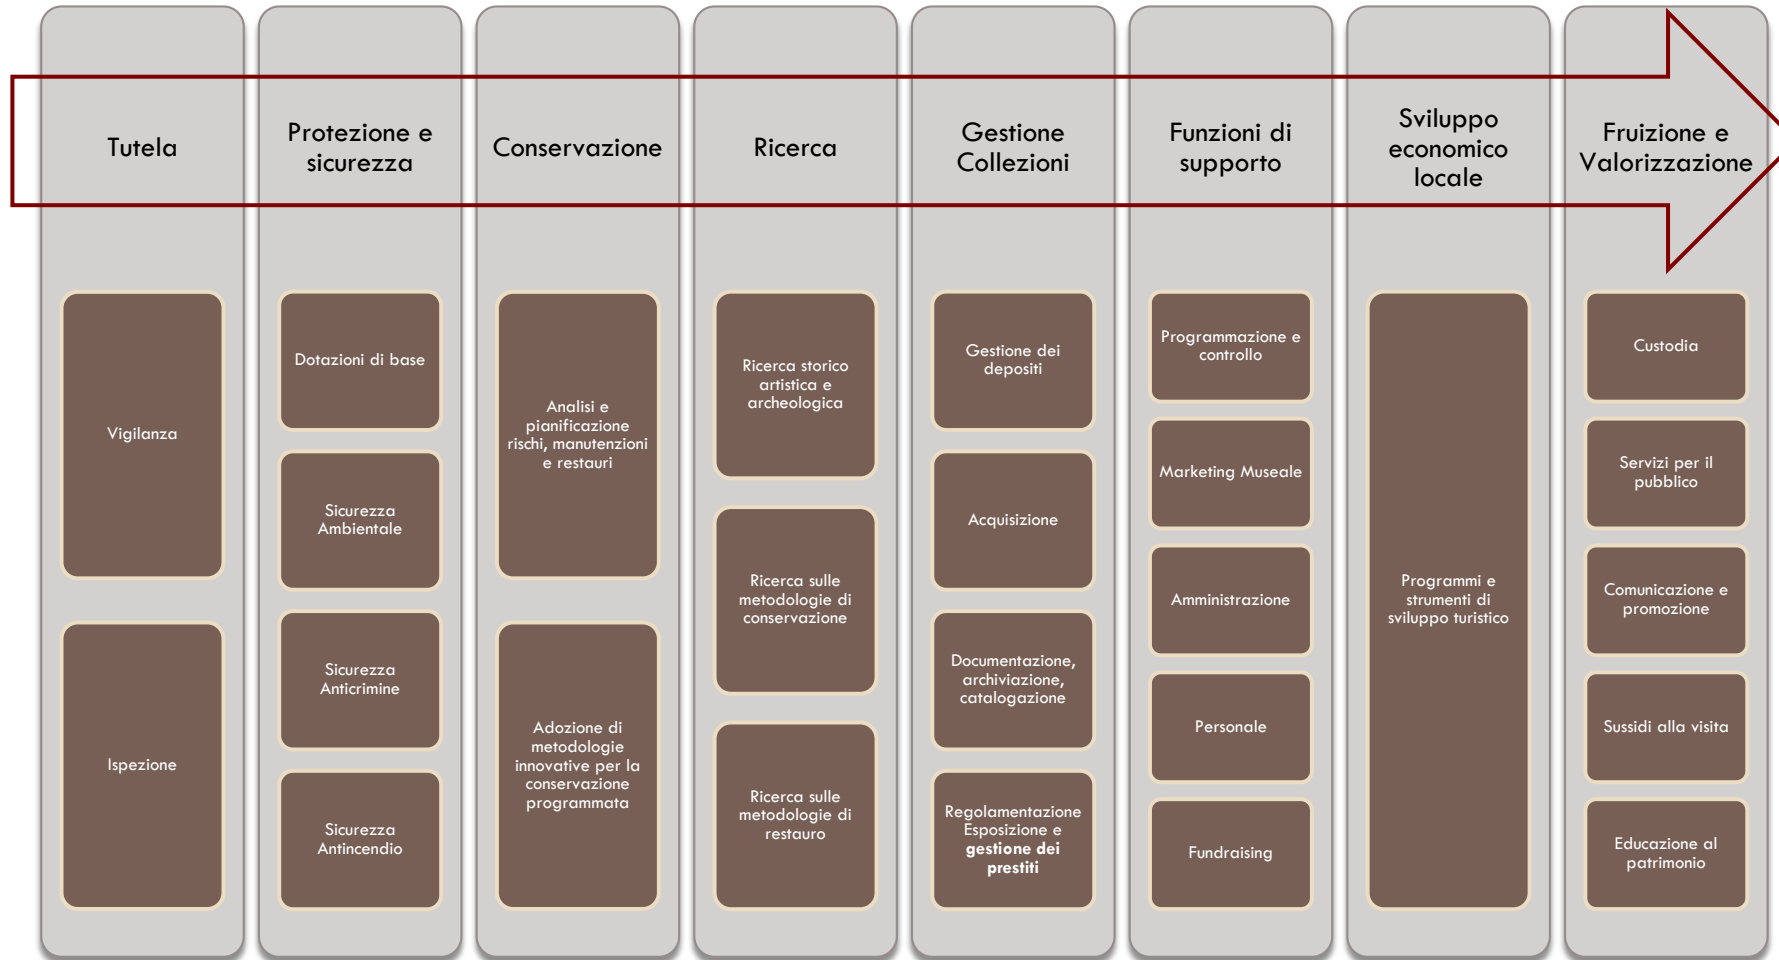 Tutela
Protezione e
sicurezza
Conservazione
Ricerca
Gestione
Collezioni
Funzioni di
supporto
Sviluppo
economico
locale
Fruizione e
Valorizzazione
Vigilanza
Ispezione
Dotazioni di base
Sicurezza
Ambientale
Sicurezza
Anticrimine
Sicurezza
Antincendio
Analisi e
pianificazione
rischi, manutenzioni
e restauri
Adozione di
metodologie
innovative per la
conservazione
programmata
Ricerca storico
artistica e
archeologica
Ricerca sulle
metodologie di
conservazione
Ricerca sulle
metodologie di
restauro
Gestione dei
depositi
Acquisizione
Documentazione,
archiviazione,
catalogazione
Regolamentazione
Esposizione e
gestione dei
prestiti
Programmazione e
controllo
Marketing Museale
Amministrazione
Personale
Fundraising
Programmi e
strumenti di
sviluppo turistico
Custodia
Servizi per il
pubblico
Comunicazione e
promozione
Sussidi alla visita
Educazione al
patrimonio